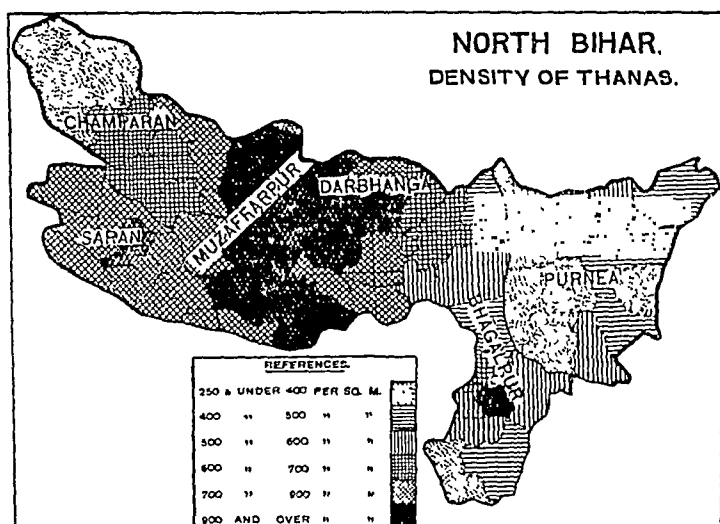 NORTH BIHAR.
DENSITY OF THANAS.
CHAMPARAN
DARBHANGA
MUZAFFARPUR
SARAN
PURNEA
BHAGALPUR
REFERENCES.
250 & UNDER 400 PER SQ. M.
400 " 500 " "
500 " 600 " "
600 " 700 " "
700 " 900 " "
900 AND OVER " "